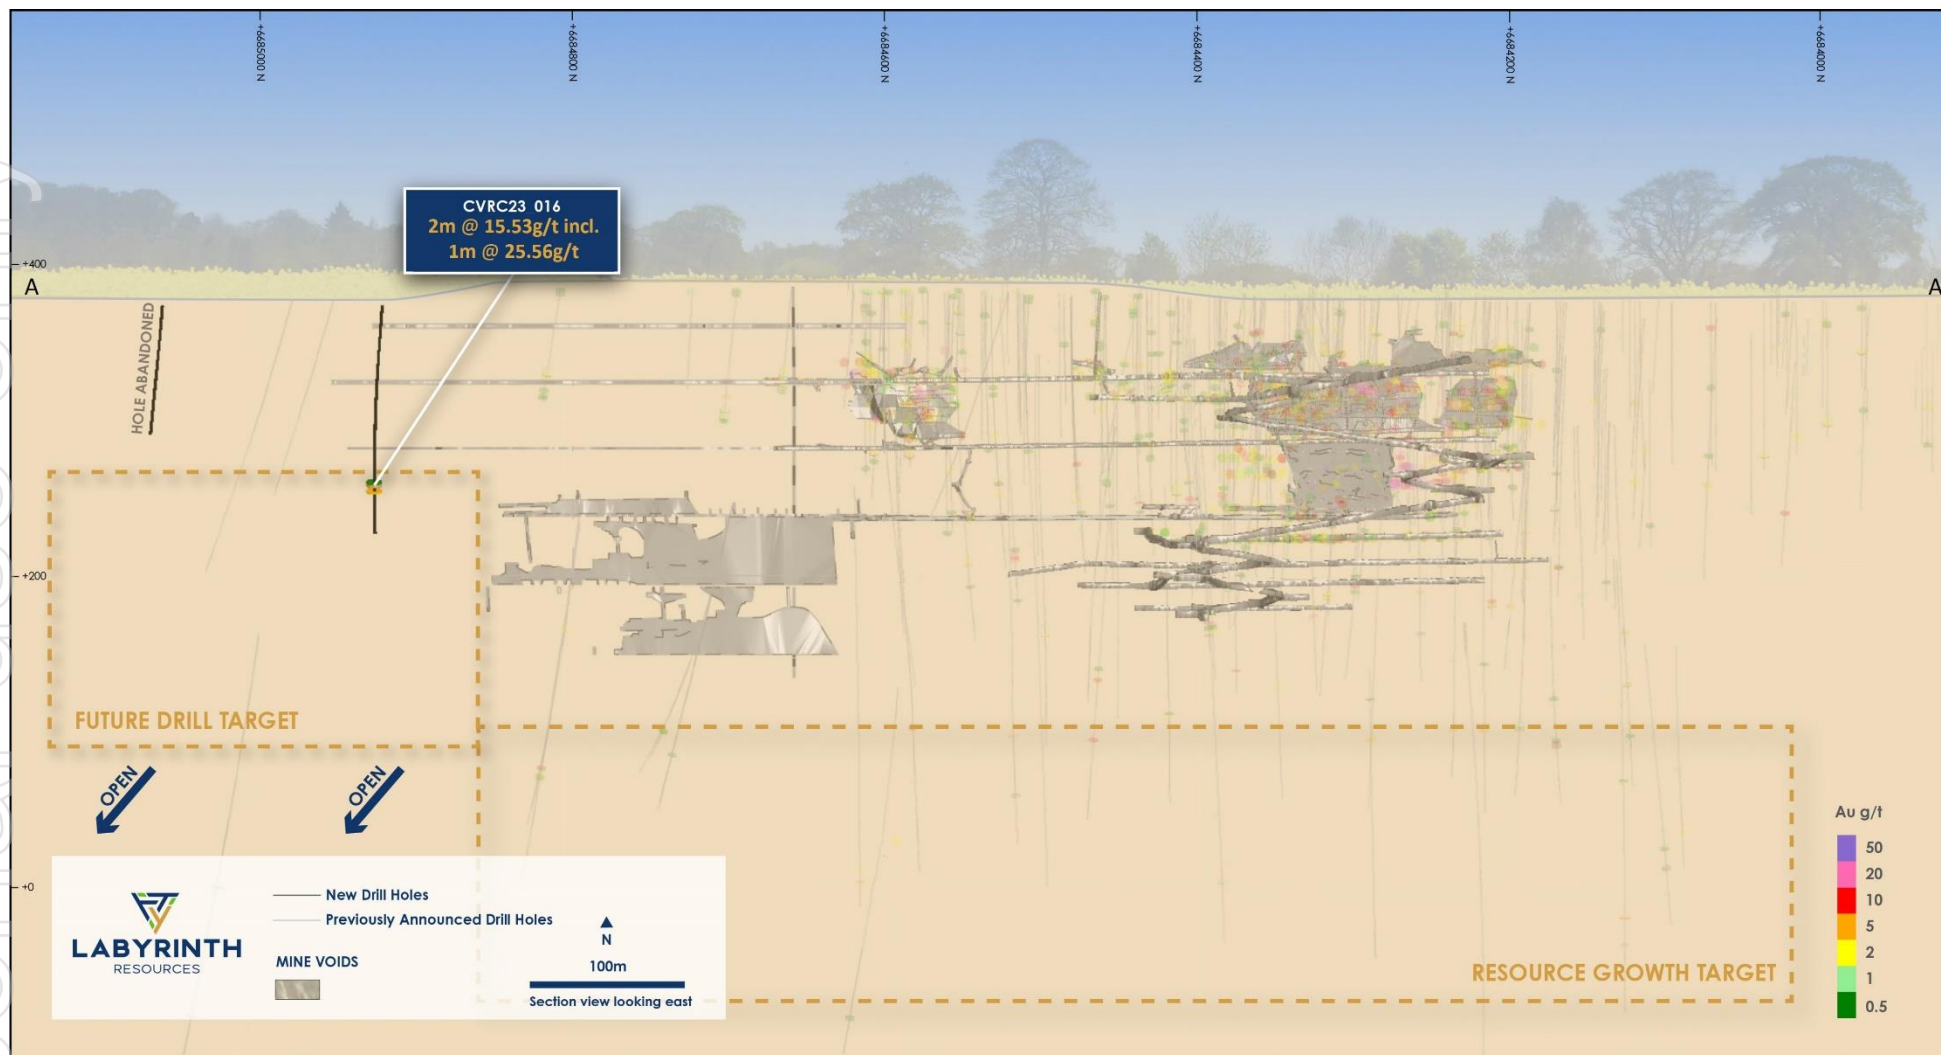 +6685000 N
+6684800 N
+6684600 N
+6684400 N
+6684200 N
+6684000 N
CVRC23 016
2m @ 15.53g/t incl.
1m @ 25.56g/t
+400
A
A
HOLE ABANDONED
+200
FUTURE DRILL TARGET
OPEN
OPEN
+0
LABYRINTH
RESOURCES
New Drill Holes
Previously Announced Drill Holes
MINE VOIDS
N
100m
Section view looking east
RESOURCE GROWTH TARGET
Au g/t
50
20
10
5
2
1
0.5